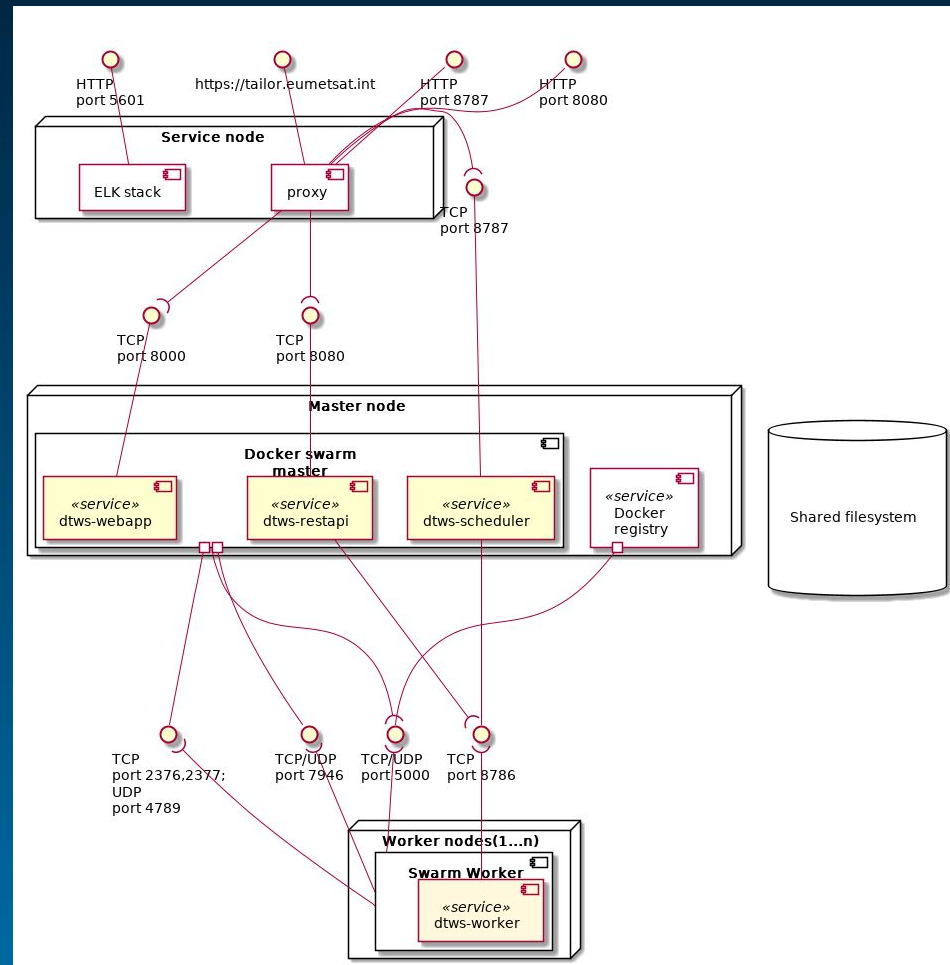 HTTP
port 5601
https://tailor.eumetsat.int
HTTP
port 8787
HTTP
port 8080
Service node
ELK stack
proxy
TCP
port 8787
TCP
port 8000
TCP
port 8080
Master node
Docker swarm
master
«service»
dtws-webapp
«service»
dtws-restapi
«service»
dtws-scheduler
«service»
Docker
registry
Shared filesystem
TCP
port 2376,2377;
UDP
port 4789
TCP/UDP
port 7946
TCP/UDP
port 5000
TCP
port 8786
Worker nodes(1...n)
Swarm Worker
«service»
dtws-worker